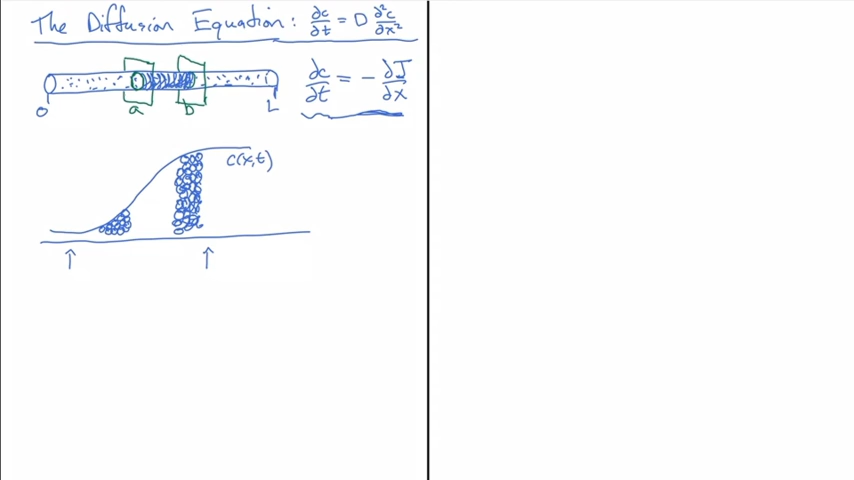 The Diffusion Equation: ∂c/∂t = D ∂²c/∂x²
∂c/∂t = - ∂J/∂x
0 a b L
c(x,t)